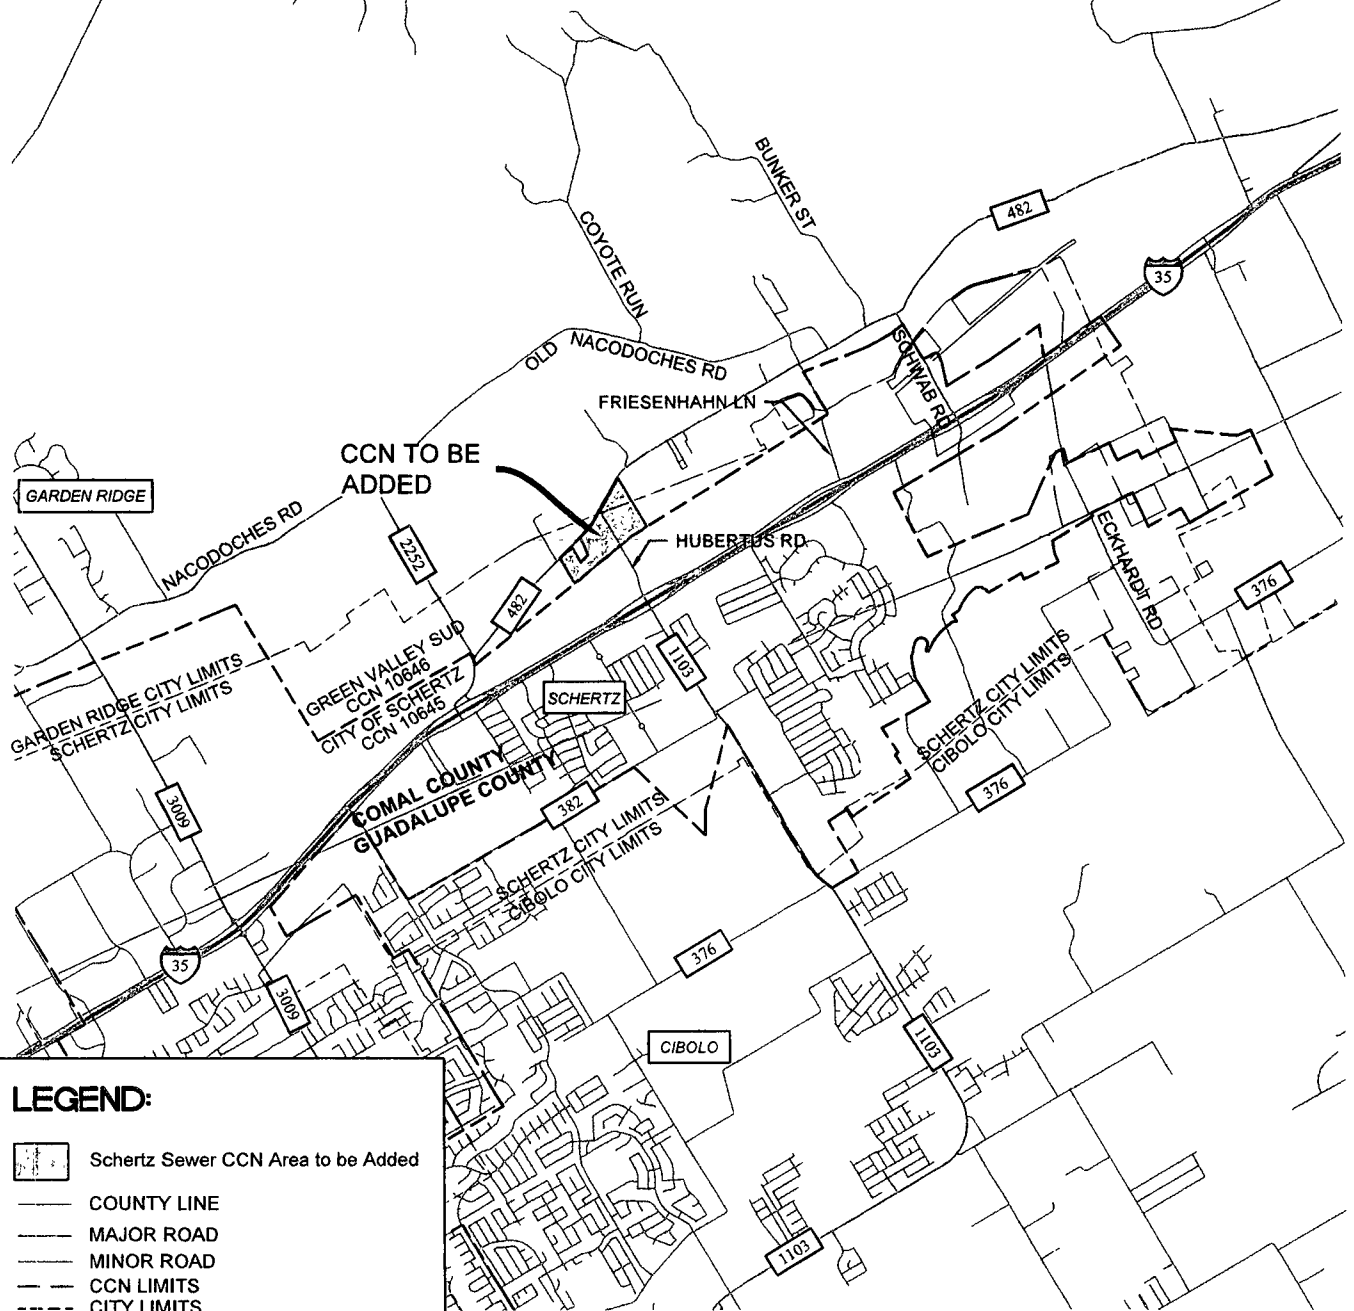 BUNKER ST
482
COYOTE RUN
35
OLD
NACODOCHES RD
SCHWAB RD
FRIESENHAHN LN
CCN TO BE
ADDED
GARDEN RIDGE
NACODOCHES RD
2252
HUBERTUS RD
ECKHARDT RD
376
482
GREEN VALLEY SUD
CCN 10646
CITY OF SCHERTZ
CCN 10645
1103
SCHERTZ
GARDEN RIDGE CITY LIMITS
SCHERTZ CITY LIMITS
SCHERTZ CITY LIMITS
CIBOLO CITY LIMITS
COMAL COUNTY
GUADALUPE COUNTY
376
3009
382
SCHERTZ CITY LIMITS
CIBOLO CITY LIMITS
376
35
3009
CIBOLO
1103
1103
LEGEND:
Schertz Sewer CCN Area to be Added
COUNTY LINE
MAJOR ROAD
MINOR ROAD
CCN LIMITS
CITY LIMITS